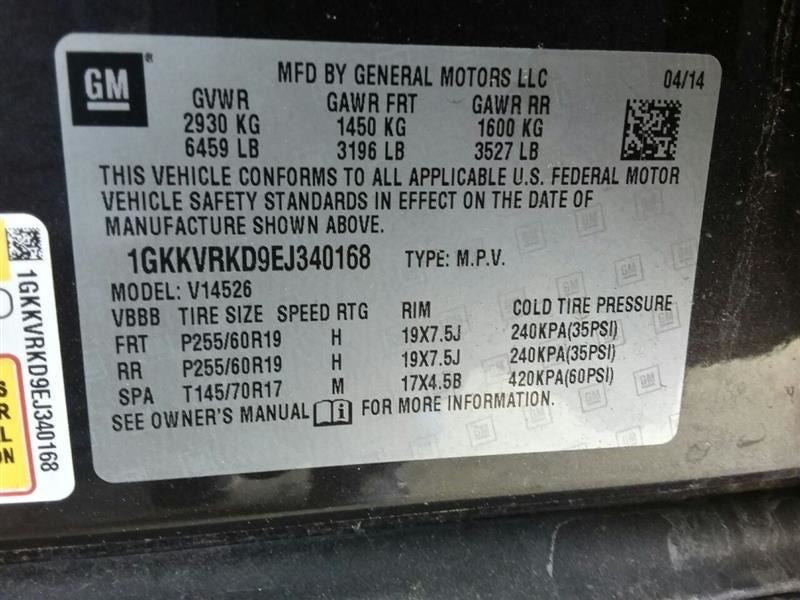 GM
MFD BY GENERAL MOTORS LLC 04/14
GVWR GAWR FRT GAWR RR
2930 KG 1450 KG 1600 KG
6459 LB 3196 LB 3527 LB
THIS VEHICLE CONFORMS TO ALL APPLICABLE U.S. FEDERAL MOTOR
VEHICLE SAFETY STANDARDS IN EFFECT ON THE DATE OF
MANUFACTURE SHOWN ABOVE.
1GKKVRKD9EJ340168 TYPE: M.P.V.
MODEL: V14526
VBBB TIRE SIZE SPEED RTG RIM COLD TIRE PRESSURE
FRT P255/60R19 H 19X7.5J 240KPA(35PSI)
RR P255/60R19 H 19X7.5J 240KPA(35PSI)
SPA T145/70R17 M 17X4.5B 420KPA(60PSI)
SEE OWNER'S MANUAL FOR MORE INFORMATION.
1GKKVRKD9EJ340168